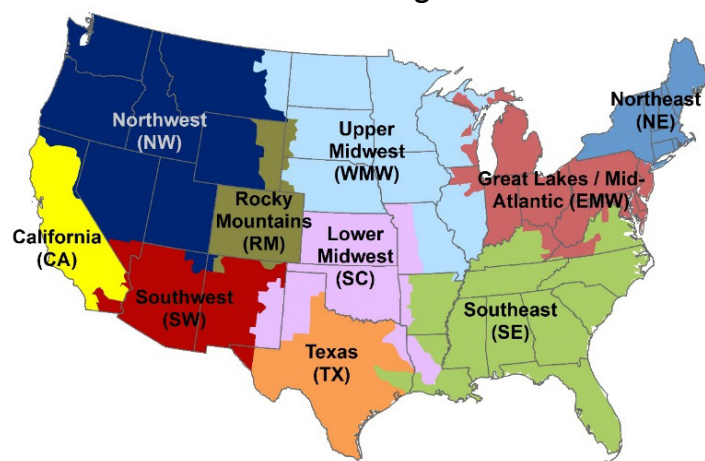 Northwest
(NW)
Upper
Midwest
(WMW)
Northeast
(NE)
Great Lakes / Mid-
Atlantic (EMW)
Rocky
Mountains
(RM)
California
(CA)
Lower
Midwest
(SC)
Southwest
(SW)
Southeast
(SE)
Texas
(TX)